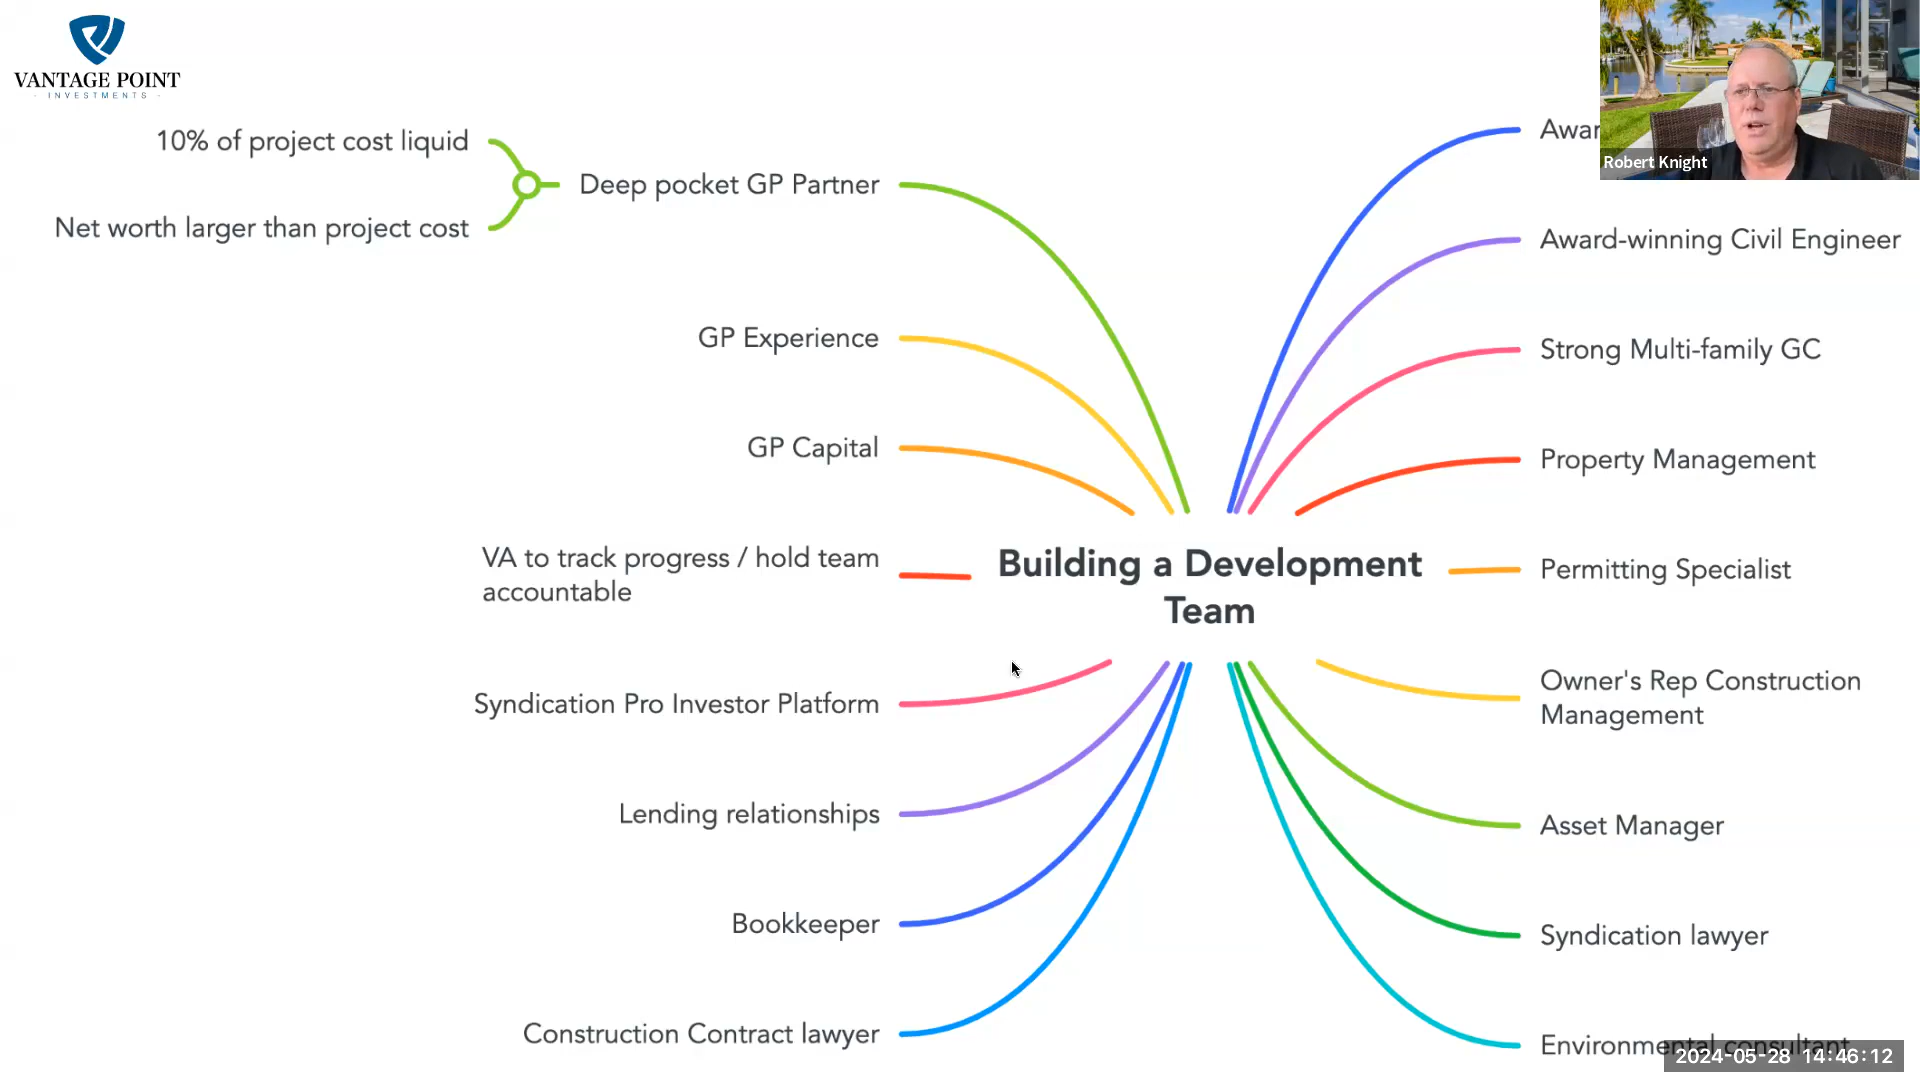 VANTAGE POINT
- INVESTMENTS -
10% of project cost liquid
Net worth larger than project cost
Deep pocket GP Partner
GP Experience
GP Capital
VA to track progress / hold team
accountable
Syndication Pro Investor Platform
Lending relationships
Bookkeeper
Construction Contract lawyer
Building a Development
Team
Robert Knight
Award-winning Civil Engineer
Strong Multi-family GC
Property Management
Permitting Specialist
Owner's Rep Construction
Management
Asset Manager
Syndication lawyer
Environmental consultant
2024-05-28 14:46:12